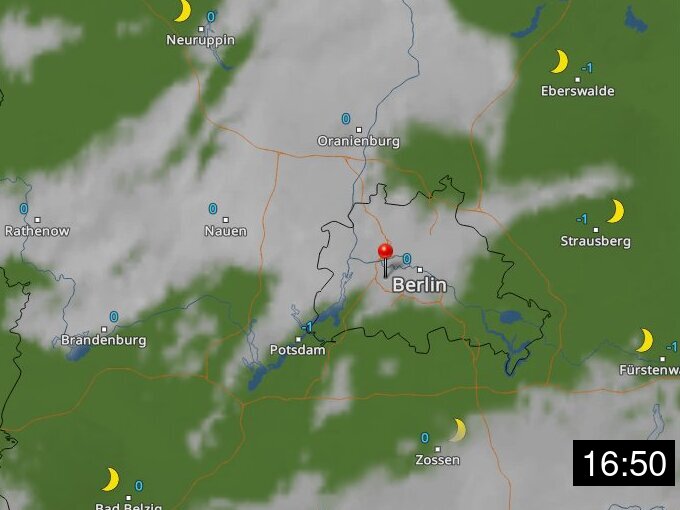 0
Neuruppin
-1
Eberswalde
0
Oranienburg
0
Rathenow
0
Nauen
-1
Strausberg
0
Berlin
0
Brandenburg
-1
Potsdam
-1
Fürstenwa
0
Zossen
16:50
0
Bad Belzig